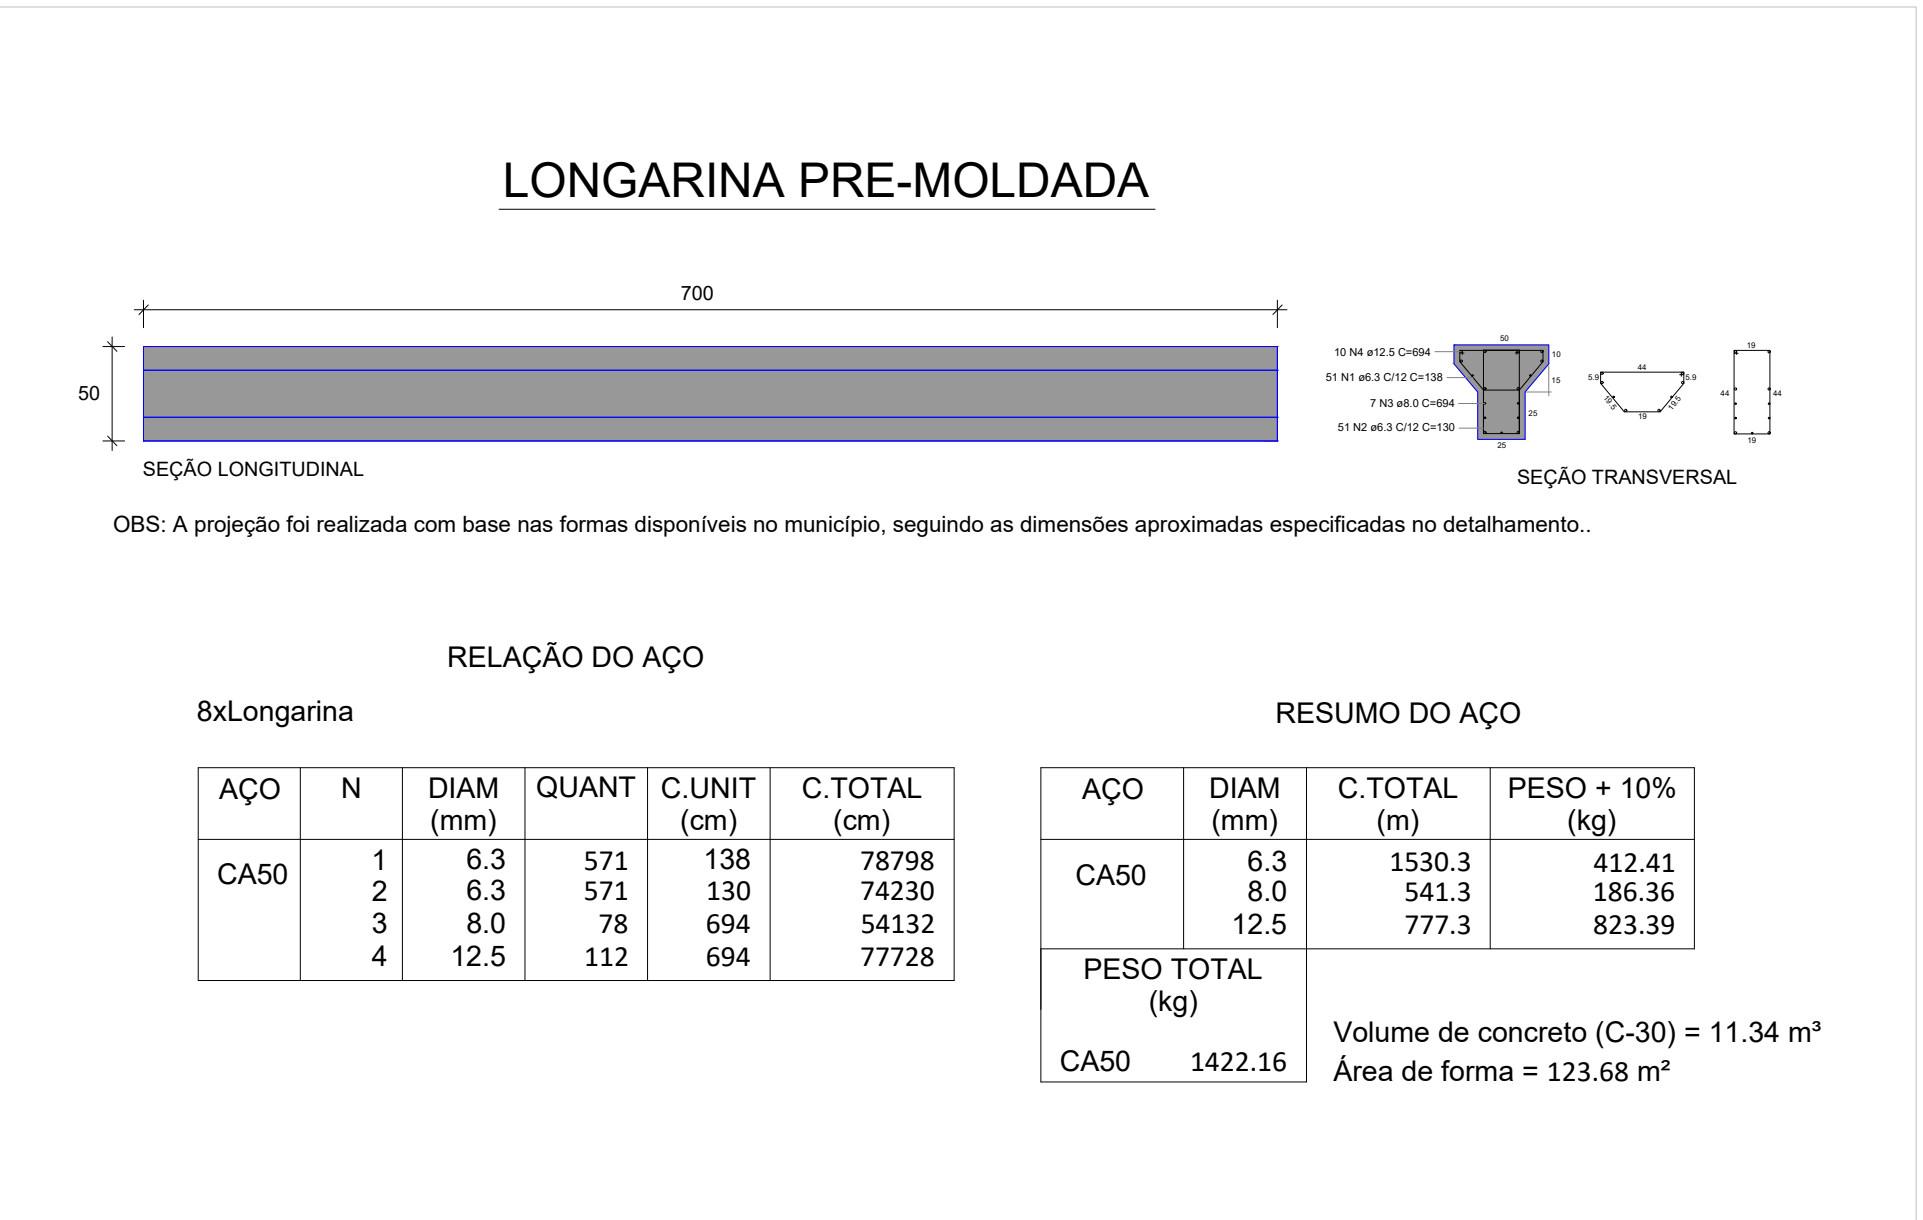 LONGARINA PRE-MOLDADA
700
50
SEÇÃO LONGITUDINAL
10 N4 ø12.5 C=694
51 N1 ø6.3 C/12 C=138
7 N3 ø8.0 C=694
51 N2 ø6.3 C/12 C=130
50
10
15
25
25
44
5.9
5.9
19.5
19.5
19
19
44
44
19
SEÇÃO TRANSVERSAL
OBS: A projeção foi realizada com base nas formas disponíveis no município, seguindo as dimensões aproximadas especificadas no detalhamento..
RELAÇÃO DO AÇO
8xLongarina
AÇO N DIAM QUANT C.UNIT C.TOTAL
(mm) (cm) (cm)
CA50 1 6.3 571 138 78798
2 6.3 571 130 74230
3 8.0 78 694 54132
4 12.5 112 694 77728
RESUMO DO AÇO
AÇO DIAM C.TOTAL PESO + 10%
(mm) (m) (kg)
CA50 6.3 1530.3 412.41
8.0 541.3 186.36
12.5 777.3 823.39
PESO TOTAL
(kg)
CA50 1422.16
Volume de concreto (C-30) = 11.34 m³
Área de forma = 123.68 m²